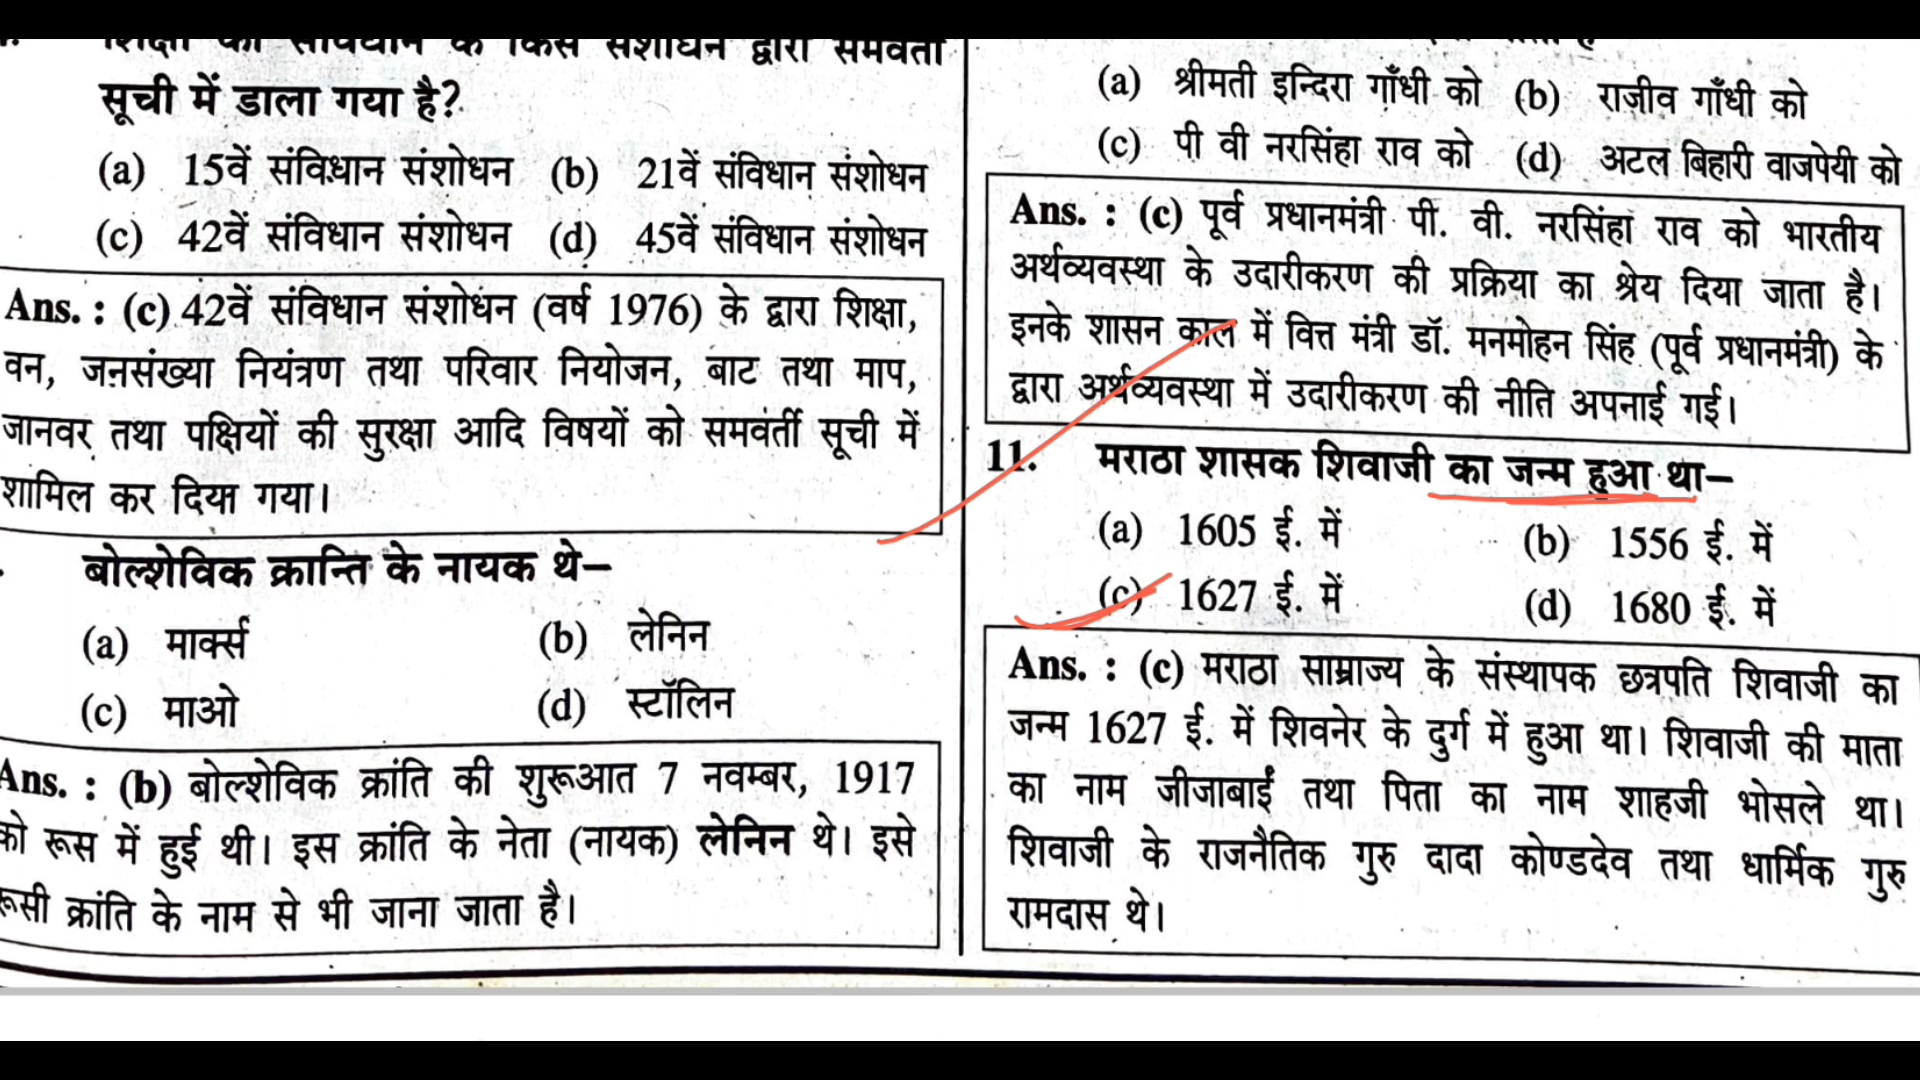 शिक्षा को संविधान के किस संशोधन द्वारा समवर्ती
सूची में डाला गया है?
(a) 15वें संविधान संशोधन (b) 21वें संविधान संशोधन
(c) 42वें संविधान संशोधन (d) 45वें संविधान संशोधन
Ans. : (c) 42वें संविधान संशोधन (वर्ष 1976) के द्वारा शिक्षा,
वन, जनसंख्या नियंत्रण तथा परिवार नियोजन, बाट तथा माप,
जानवर तथा पक्षियों की सुरक्षा आदि विषयों को समवर्ती सूची में
शामिल कर दिया गया।
बोल्शेविक क्रान्ति के नायक थे–
(a) मार्क्स (b) लेनिन
(c) माओ (d) स्टॉलिन
Ans. : (b) बोल्शेविक क्रांति की शुरूआत 7 नवम्बर, 1917
को रूस में हुई थी। इस क्रांति के नेता (नायक) लेनिन थे। इसे
रूसी क्रांति के नाम से भी जाना जाता है।
(a) श्रीमती इन्दिरा गाँधी को (b) राजीव गाँधी को
(c) पी वी नरसिंहा राव को (d) अटल बिहारी वाजपेयी को
Ans. : (c) पूर्व प्रधानमंत्री पी. वी. नरसिंहा राव को भारतीय
अर्थव्यवस्था के उदारीकरण की प्रक्रिया का श्रेय दिया जाता है।
इनके शासन काल में वित्त मंत्री डॉ. मनमोहन सिंह (पूर्व प्रधानमंत्री) के
द्वारा अर्थव्यवस्था में उदारीकरण की नीति अपनाई गई।
11. मराठा शासक शिवाजी का जन्म हुआ था–
(a) 1605 ई. में (b) 1556 ई. में
(c) 1627 ई. में (d) 1680 ई. में
Ans. : (c) मराठा साम्राज्य के संस्थापक छत्रपति शिवाजी का
जन्म 1627 ई. में शिवनेर के दुर्ग में हुआ था। शिवाजी की माता
का नाम जीजाबाईं तथा पिता का नाम शाहजी भोसले था।
शिवाजी के राजनैतिक गुरु दादा कोण्डदेव तथा धार्मिक गुरु
रामदास थे।